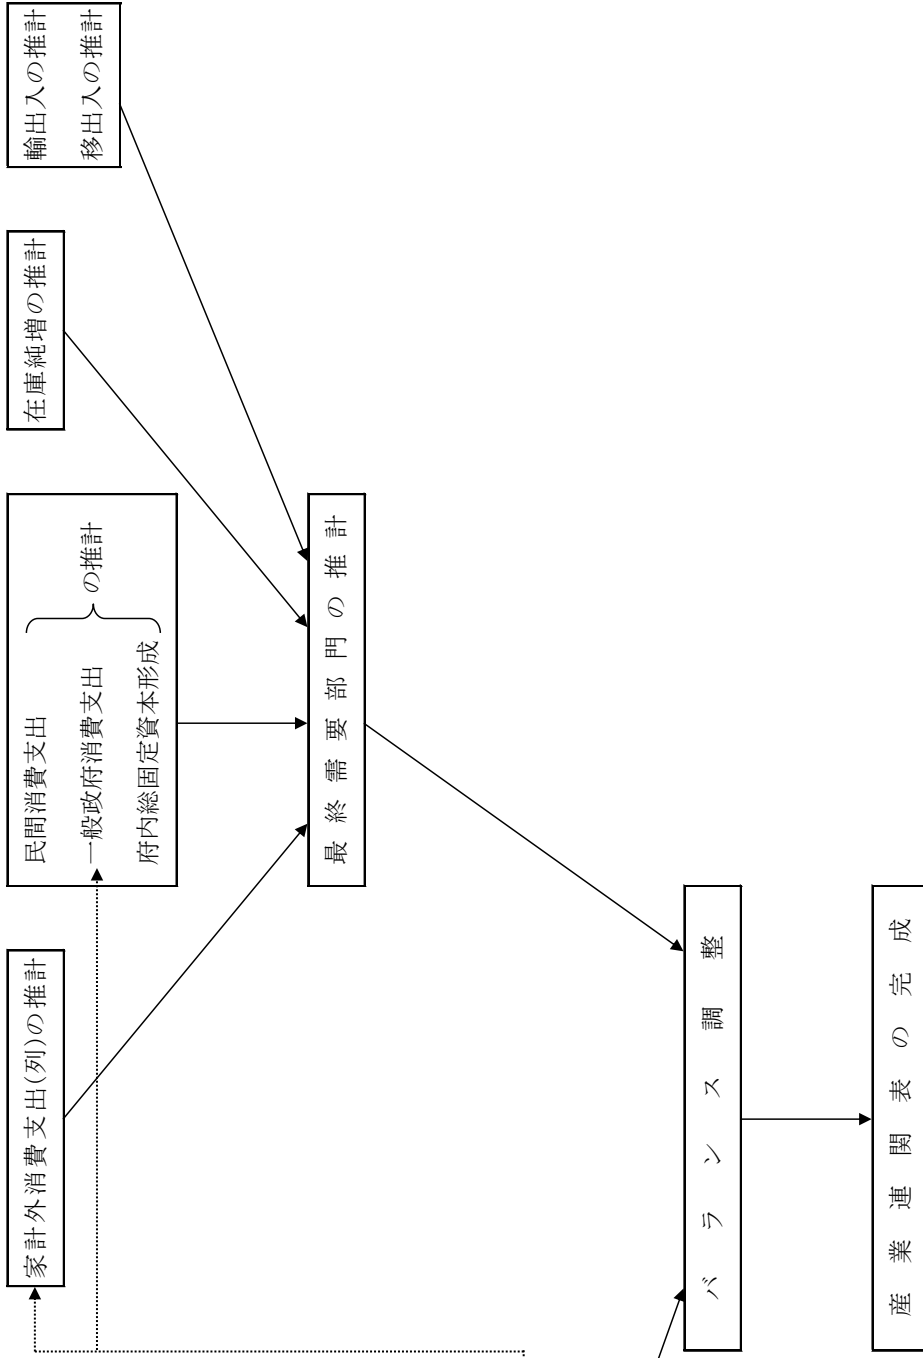 家計外消費支出(列)の推計
民間消費支出
一般政府消費支出
府内総固定資本形成
の推計
在庫純増の推計
輸出入の推計
移出入の推計
最終需要部門の推計
バランス調整
産業連関表の完成